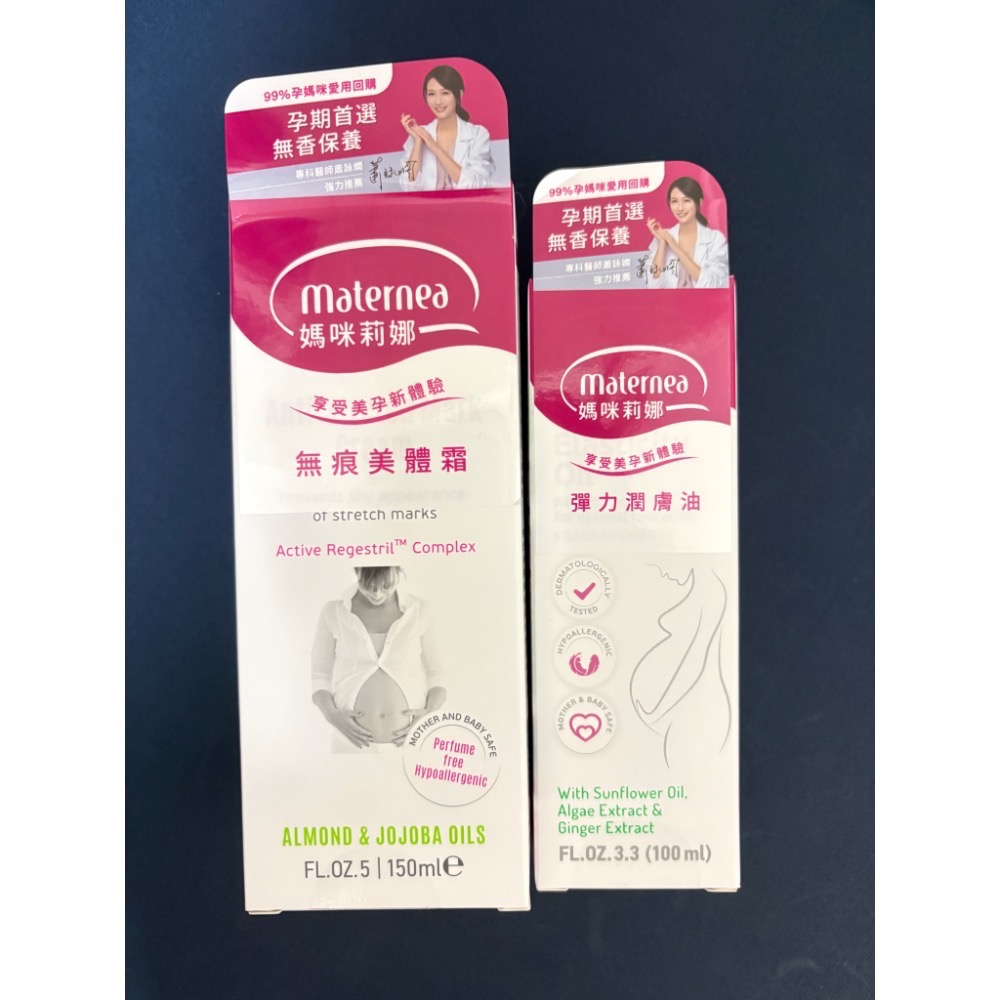 99%孕媽咪愛用回購
孕期首選
無香保養
專科醫師蕭詠嫻
強力推薦
maternea
媽咪莉娜
享受美孕新體驗
無痕美體霜
of stretch marks
Active Regestril™ Complex
MOTHER AND BABY SAFE
Perfume
free
Hypoallergenic
ALMOND & JOJOBA OILS
FL.OZ.5 | 150ml℮
99%孕媽咪愛用回購
孕期首選
無香保養
專科醫師蕭詠嫻
強力推薦
maternea
媽咪莉娜
享受美孕新體驗
彈力潤膚油
DERMATOLOGICALLY
TESTED
HYPOALLERGENIC
MOTHER & BABY SAFE
With Sunflower Oil,
Algae Extract &
Ginger Extract
FL.OZ.3.3 (100 ml)